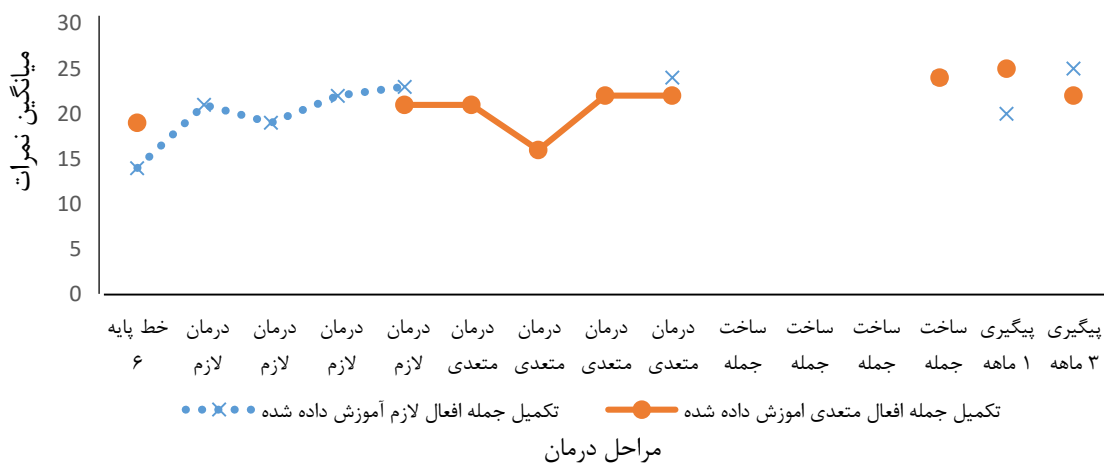 میانگین نمرات
30
25
20
15
10
5
0
خط پایه ۶
درمان لازم
درمان لازم
درمان لازم
درمان لازم
درمان متعدی
درمان متعدی
درمان متعدی
درمان متعدی
ساخت جمله
ساخت جمله
ساخت جمله
ساخت جمله
پیگیری ۱ ماهه
پیگیری ۳ ماهه
تکمیل جمله افعال متعدی اموزش داده شده
تکمیل جمله افعال لازم آموزش داده شده
مراحل درمان